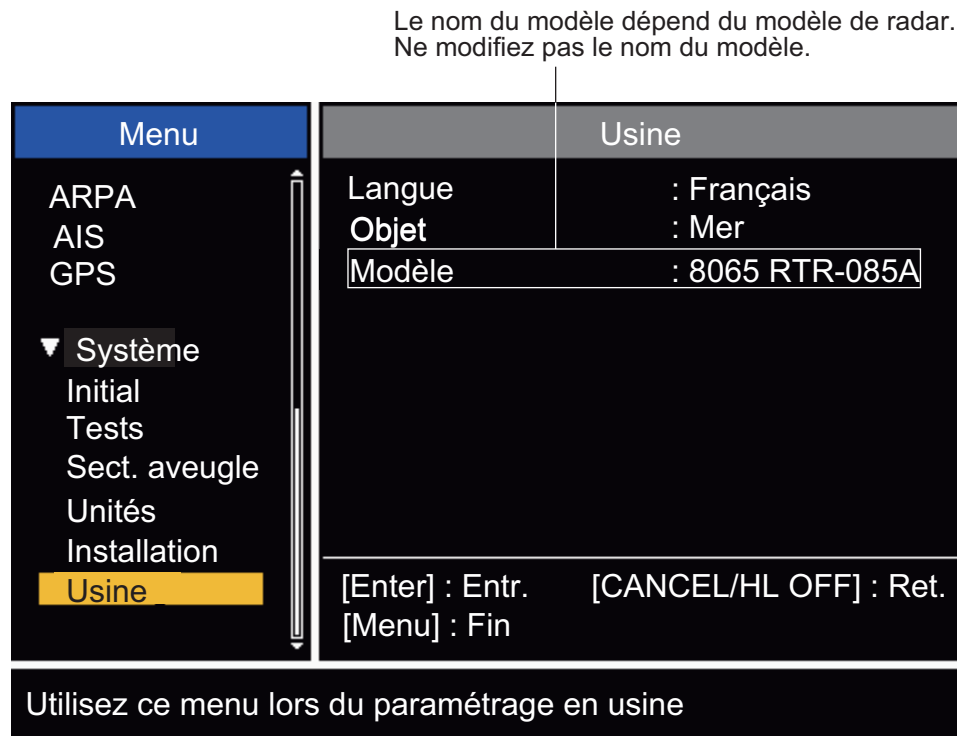 Le nom du modèle dépend du modèle de radar.
Ne modifiez pas le nom du modèle.
Menu
ARPA
AIS
GPS
▼ Système
Initial
Tests
Sect. aveugle
Unités
Installation
Usine
Usine
Langue : Français
Objet : Mer
Modèle : 8065 RTR-085A
[Enter] : Entr. [CANCEL/HL OFF] : Ret.
[Menu] : Fin
Utilisez ce menu lors du paramétrage en usine